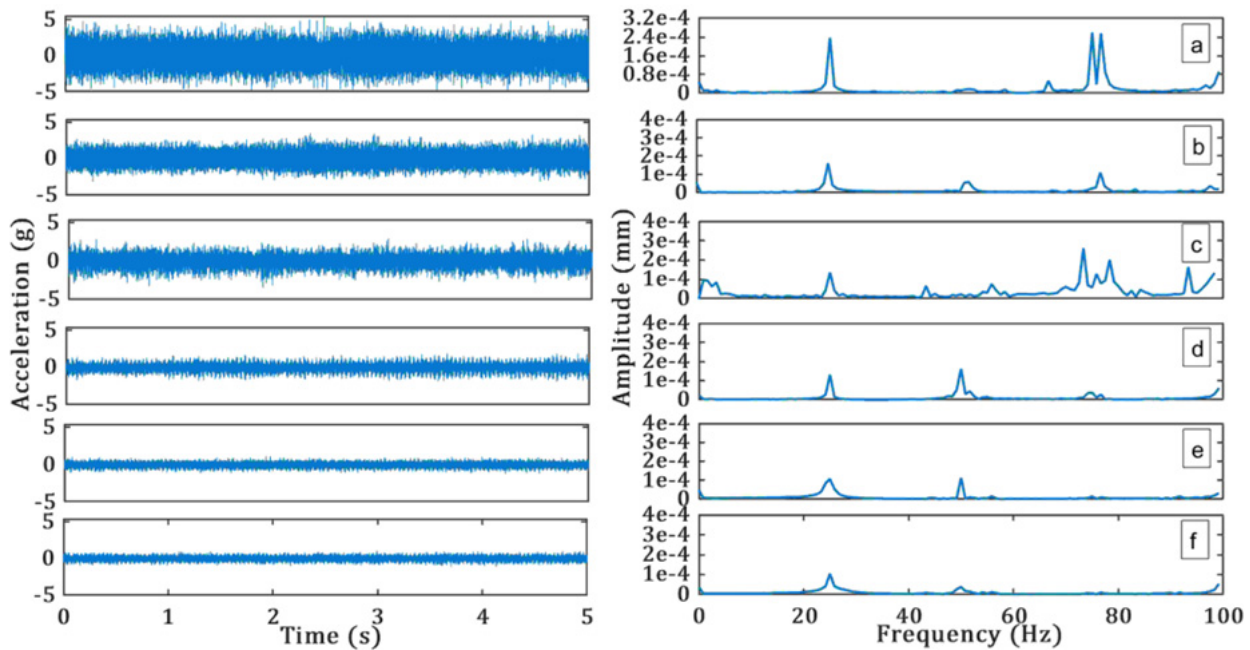 5
0
-5
5
0
-5
5
0
-5
5
0
-5
5
0
-5
5
0
-5
0 1 2 3 4 5
Time (s)
Acceleration (g)
3.2e-4
2.4e-4
1.6e-4
0.8e-4
0
a
4e-4
3e-4
2e-4
1e-4
0
b
4e-4
3e-4
2e-4
1e-4
0
c
4e-4
3e-4
2e-4
1e-4
0
d
4e-4
3e-4
2e-4
1e-4
0
e
4e-4
3e-4
2e-4
1e-4
0
f
0 20 40 60 80 100
Frequency (Hz)
Amplitude (mm)